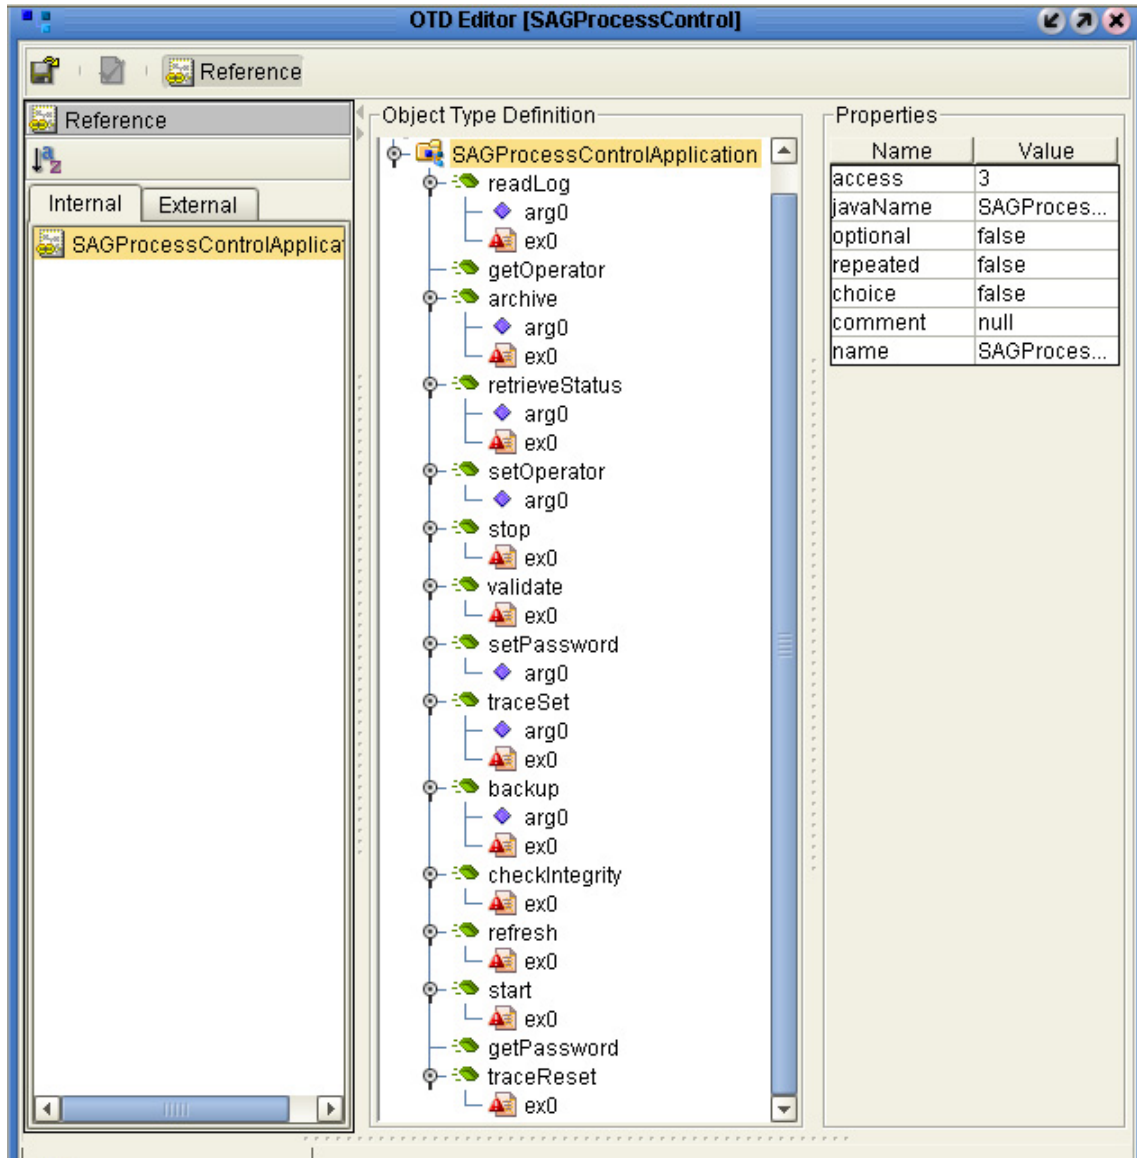 OTD Editor [SAGProcessControl]
Reference
Reference
Internal External
SAGProcessControlApplicat
Object Type Definition
SAGProcessControlApplication
readLog
arg0
ex0
getOperator
archive
arg0
ex0
retrieveStatus
arg0
ex0
setOperator
arg0
stop
ex0
validate
ex0
setPassword
arg0
traceSet
arg0
ex0
backup
arg0
ex0
checkIntegrity
ex0
refresh
ex0
start
ex0
getPassword
traceReset
ex0
Properties
Name Value
access 3
javaName SAGProces...
optional false
repeated false
choice false
comment null
name SAGProces...